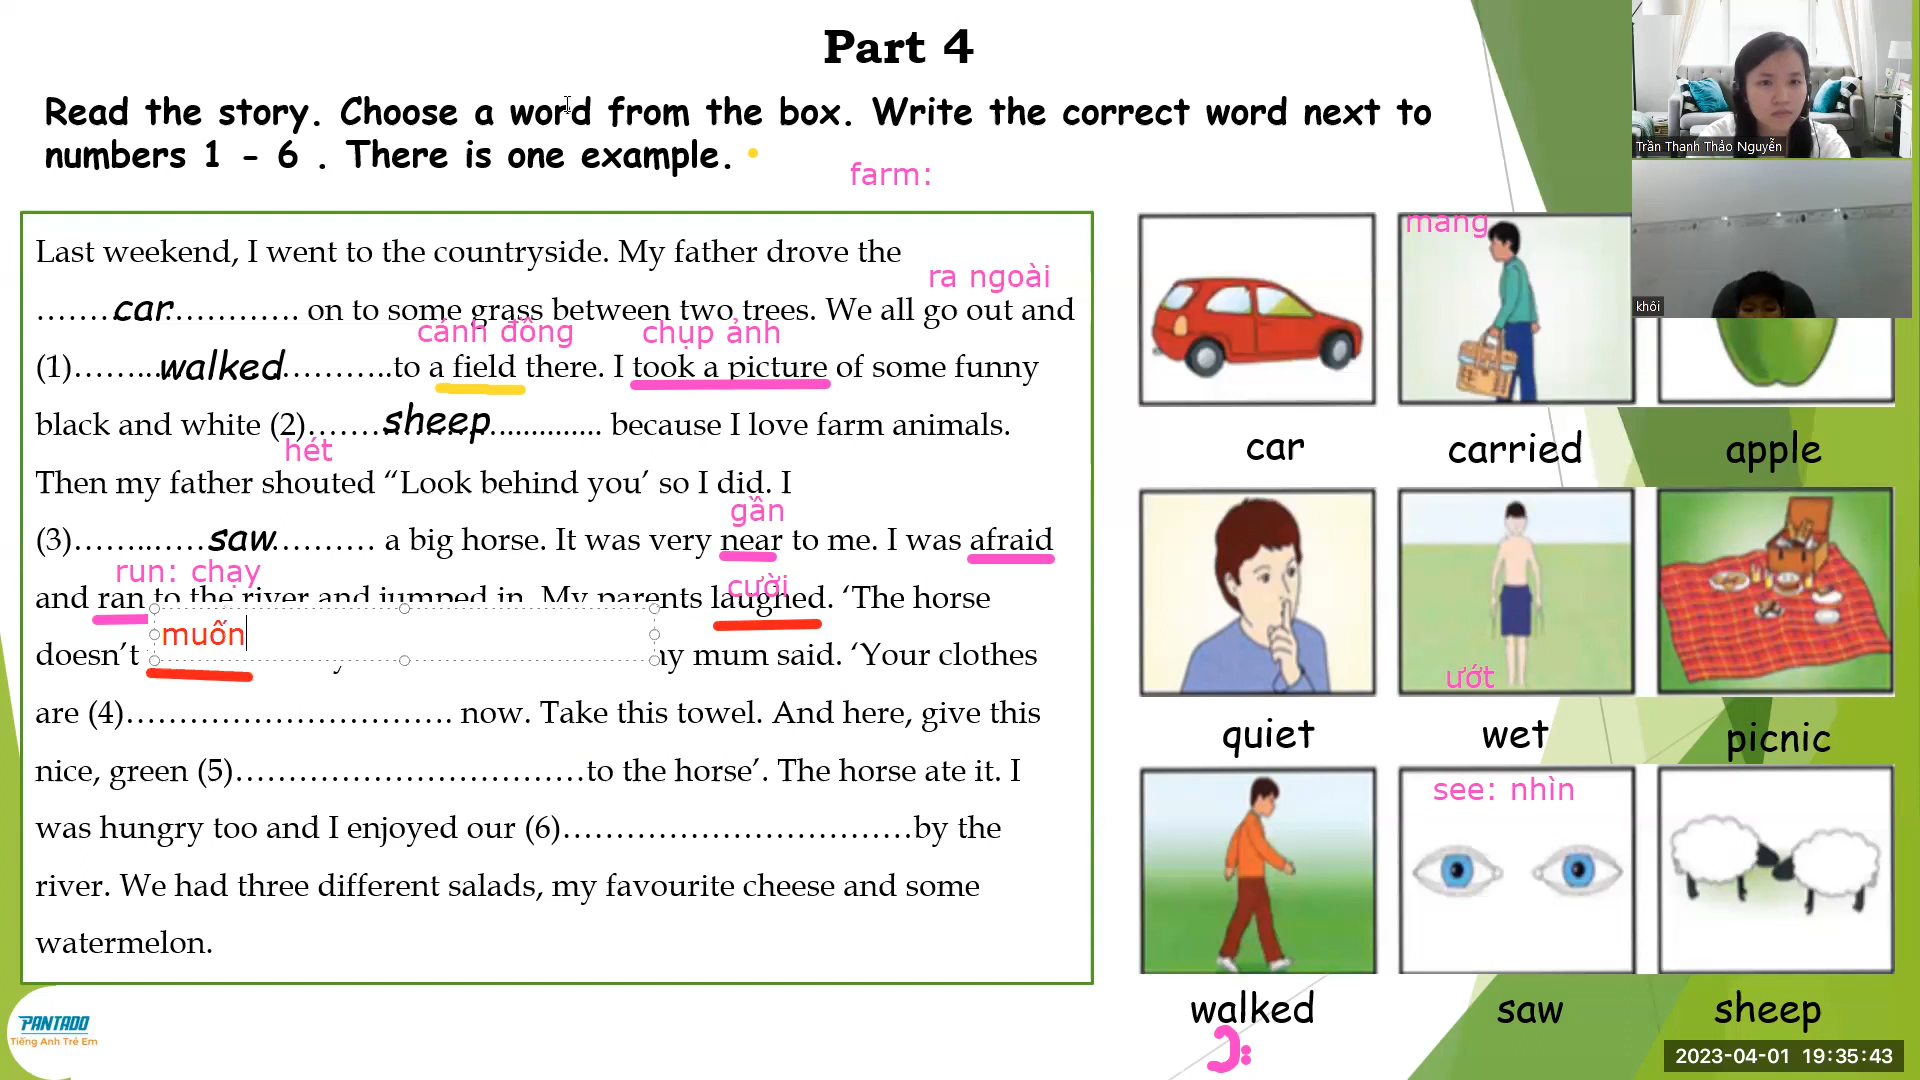 Part 4
Read the story. Choose a word from the box. Write the correct word next to
numbers 1 - 6 . There is one example.
farm:
Last weekend, I went to the countryside. My father drove the
ra ngoài
………car…………… on to some grass between two trees. We all go out and
cánh đồng chụp ảnh
(1)……..walked………..to a field there. I took a picture of some funny
black and white (2)………sheep.............. because I love farm animals.
hét
Then my father shouted “Look behind you’ so I did. I
gần
(3)……..……saw………… a big horse. It was very near to me. I was afraid
run: chạy cười
and ran to the river and jumped in. My parents laughed. ‘The horse
muốn
doesn’t my mum said. ‘Your clothes
are (4)…………………………. now. Take this towel. And here, give this
nice, green (5)……………………………to the horse’. The horse ate it. I
was hungry too and I enjoyed our (6)……………………………by the
river. We had three different salads, my favourite cheese and some
watermelon.
mang
car carried apple
ướt
quiet wet picnic
see: nhìn
walked saw sheep
Trần Thanh Thảo Nguyễn
khôi
PANTADO
Tiếng Anh Trẻ Em
2023-04-01 19:35:43